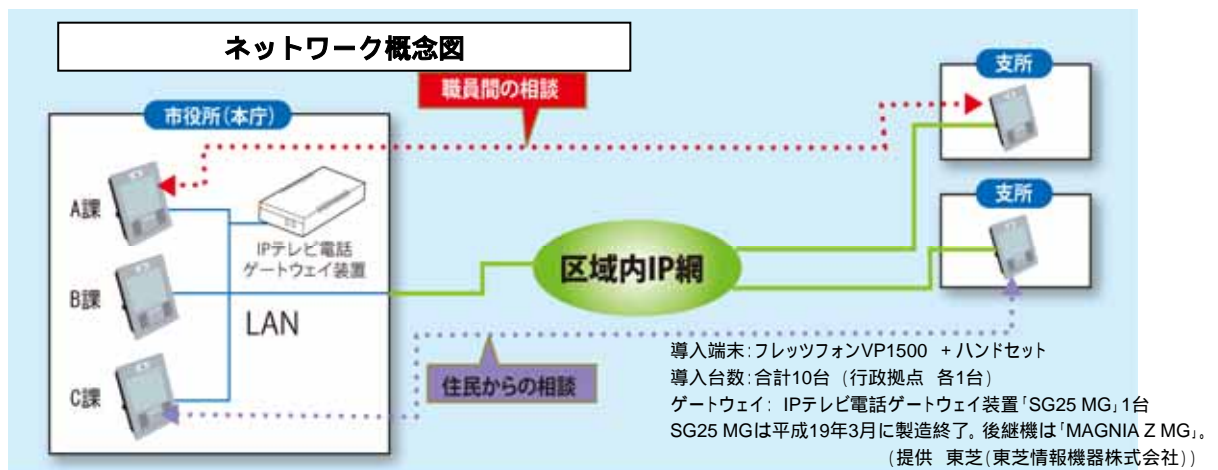 ネットワーク概念図
職員間の相談
支所
市役所(本庁)
A課
IPテレビ電話
ゲートウェイ装置
支所
B課
区域内IP網
LAN
C課
住民からの相談
導入端末:フレッツフォンVP1500 +ハンドセット
導入台数:合計10台 (行政拠点 各1台)
ゲートウェイ: IPテレビ電話ゲートウェイ装置「SG25 MG」1台
SG25 MGは平成19年3月に製造終了。後継機は「MAGNIA Z MG」。
(提供 東芝(東芝情報機器株式会社))